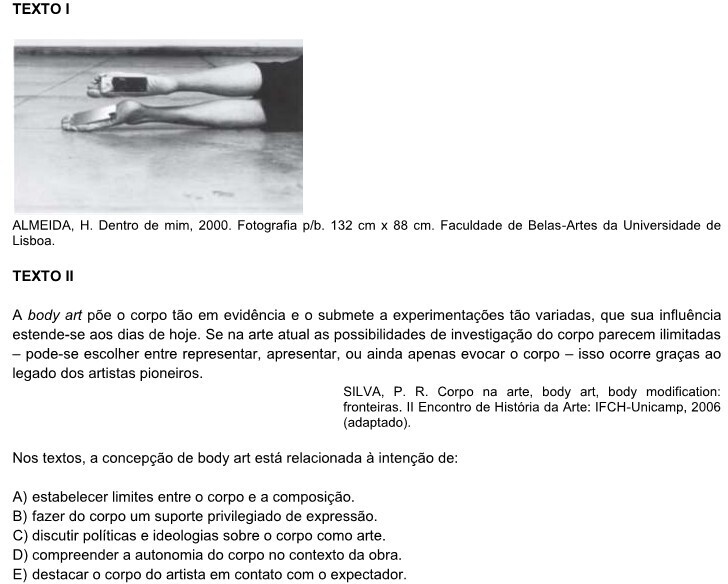 TEXTO I
ALMEIDA, H. Dentro de mim, 2000. Fotografia p/b. 132 cm x 88 cm. Faculdade de Belas-Artes da Universidade de
Lisboa.
TEXTO II
A body art põe o corpo tão em evidência e o submete a experimentações tão variadas, que sua influência
estende-se aos dias de hoje. Se na arte atual as possibilidades de investigação do corpo parecem ilimitadas
– pode-se escolher entre representar, apresentar, ou ainda apenas evocar o corpo – isso ocorre graças ao
legado dos artistas pioneiros.
SILVA, P. R. Corpo na arte, body art, body modification:
fronteiras. II Encontro de História da Arte: IFCH-Unicamp, 2006
(adaptado).
Nos textos, a concepção de body art está relacionada à intenção de:
A) estabelecer limites entre o corpo e a composição.
B) fazer do corpo um suporte privilegiado de expressão.
C) discutir políticas e ideologias sobre o corpo como arte.
D) compreender a autonomia do corpo no contexto da obra.
E) destacar o corpo do artista em contato com o expectador.